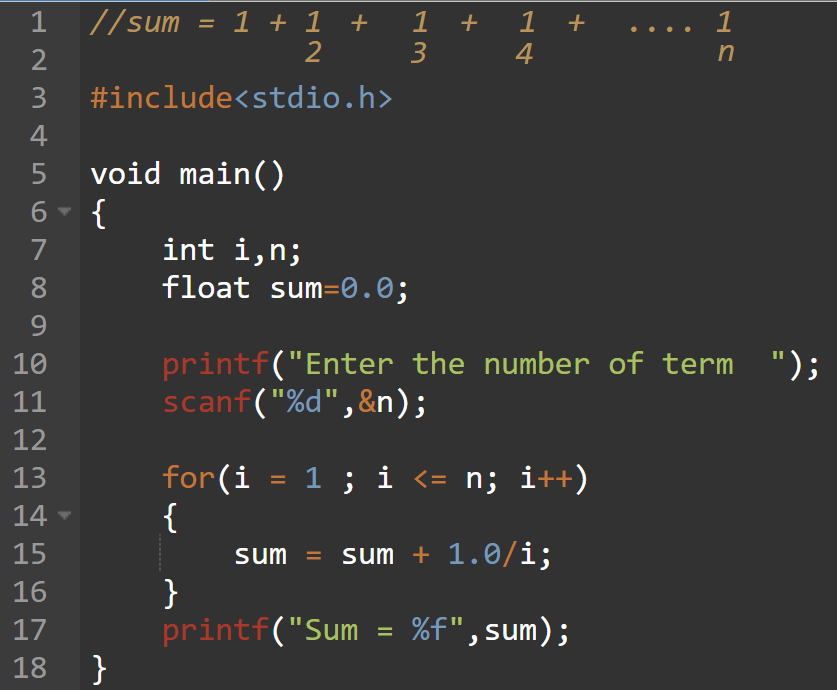 1 //sum = 1 + 1 + 1 + 1 + .... 1
2 2 3 4 n
3 #include<stdio.h>
4
5 void main()
6 {
7 int i,n;
8 float sum=0.0;
9
10 printf("Enter the number of term  ");
11 scanf("%d",&n);
12
13 for(i = 1 ; i <= n; i++)
14 {
15 sum = sum + 1.0/i;
16 }
17 printf("Sum = %f",sum);
18 }